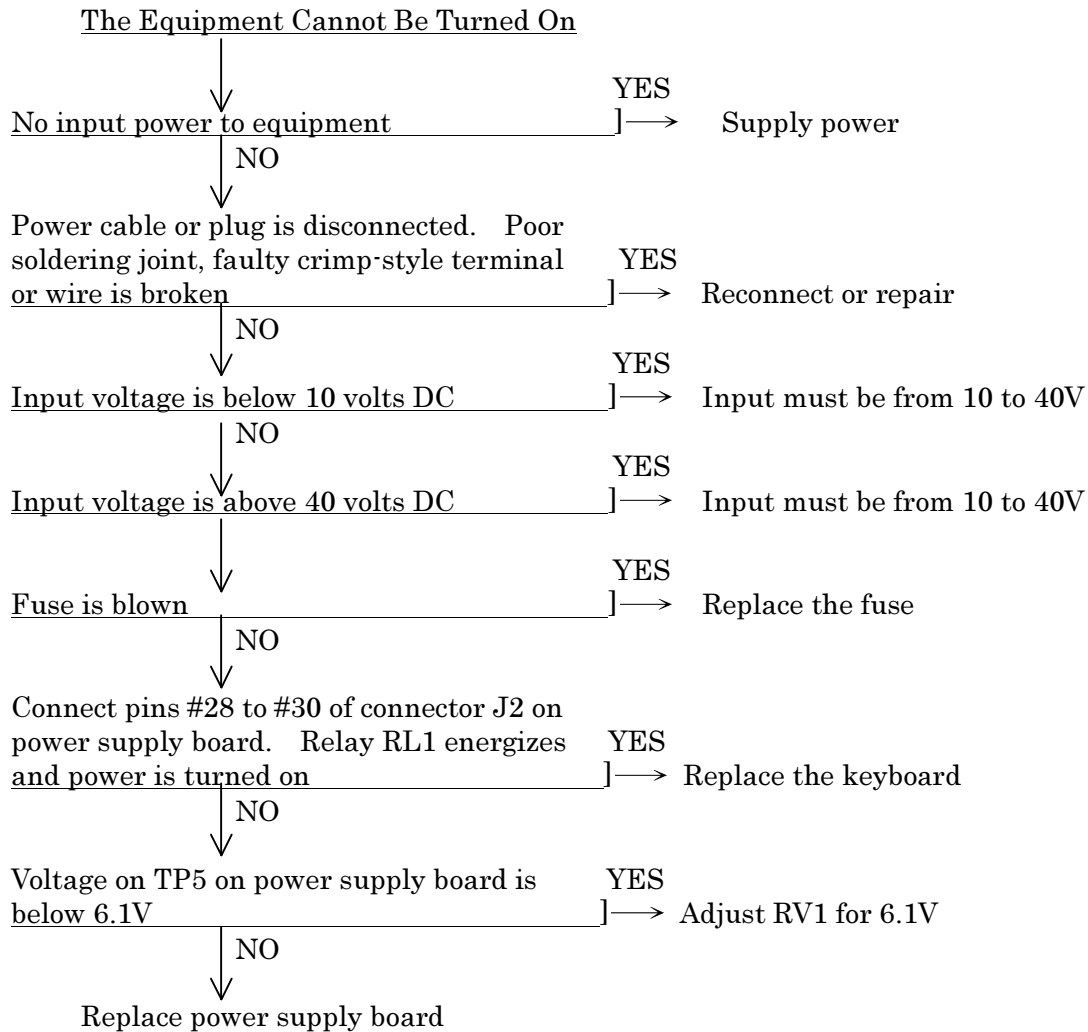 The Equipment Cannot Be Turned On
YES
No input power to equipment ] Supply power
NO
Power cable or plug is disconnected. Poor
soldering joint, faulty crimp-style terminal YES
or wire is broken ] Reconnect or repair
NO
YES
Input voltage is below 10 volts DC ] Input must be from 10 to 40V
NO
YES
Input voltage is above 40 volts DC ] Input must be from 10 to 40V
YES
Fuse is blown ] Replace the fuse
NO
Connect pins #28 to #30 of connector J2 on
power supply board. Relay RL1 energizes YES
and power is turned on ] Replace the keyboard
NO
Voltage on TP5 on power supply board is YES
below 6.1V ] Adjust RV1 for 6.1V
NO
Replace power supply board